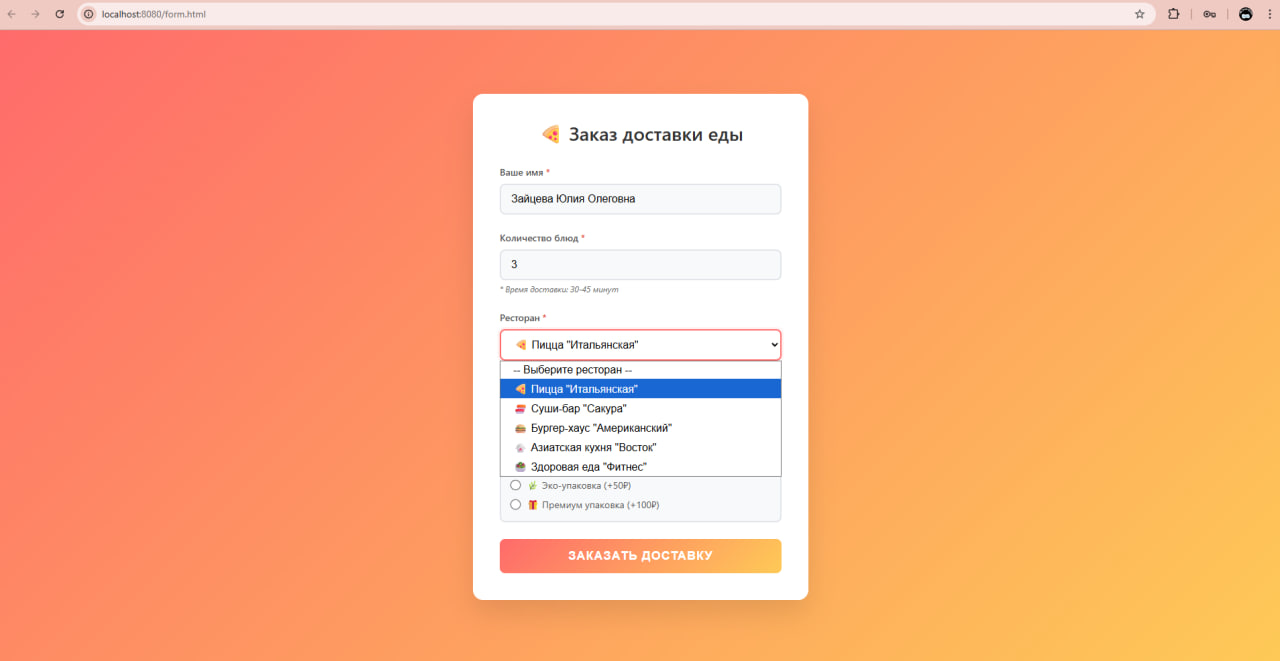 localhost:8080/form.html
🍕 Заказ доставки еды
Ваше имя *
Зайцева Юлия Олеговна
Количество блюд *
3
* Время доставки: 30-45 минут
Ресторан *
🍕 Пицца "Итальянская"
-- Выберите ресторан --
🍕 Пицца "Итальянская"
🍣 Суши-бар "Сакура"
🍔 Бургер-хаус "Американский"
🍥 Азиатская кухня "Восток"
🥗 Здоровая еда "Фитнес"
🌿 Эко-упаковка (+50₽)
🎁 Премиум упаковка (+100₽)
ЗАКАЗАТЬ ДОСТАВКУ